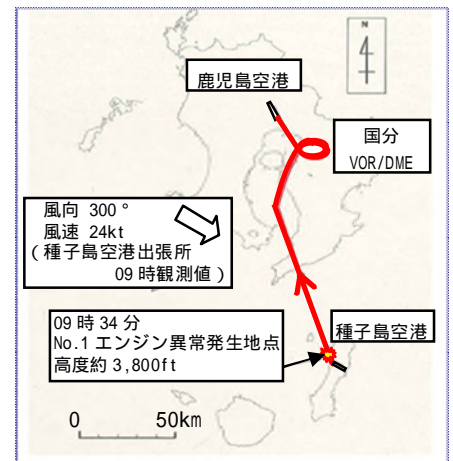 N
鹿児島空港
国分
VOR/DME
風向 300°
風速 24kt
(種子島空港出張所
09時観測値)
09時34分
No.1エンジン異常発生地点
高度約3,800ft
種子島空港
0 50km